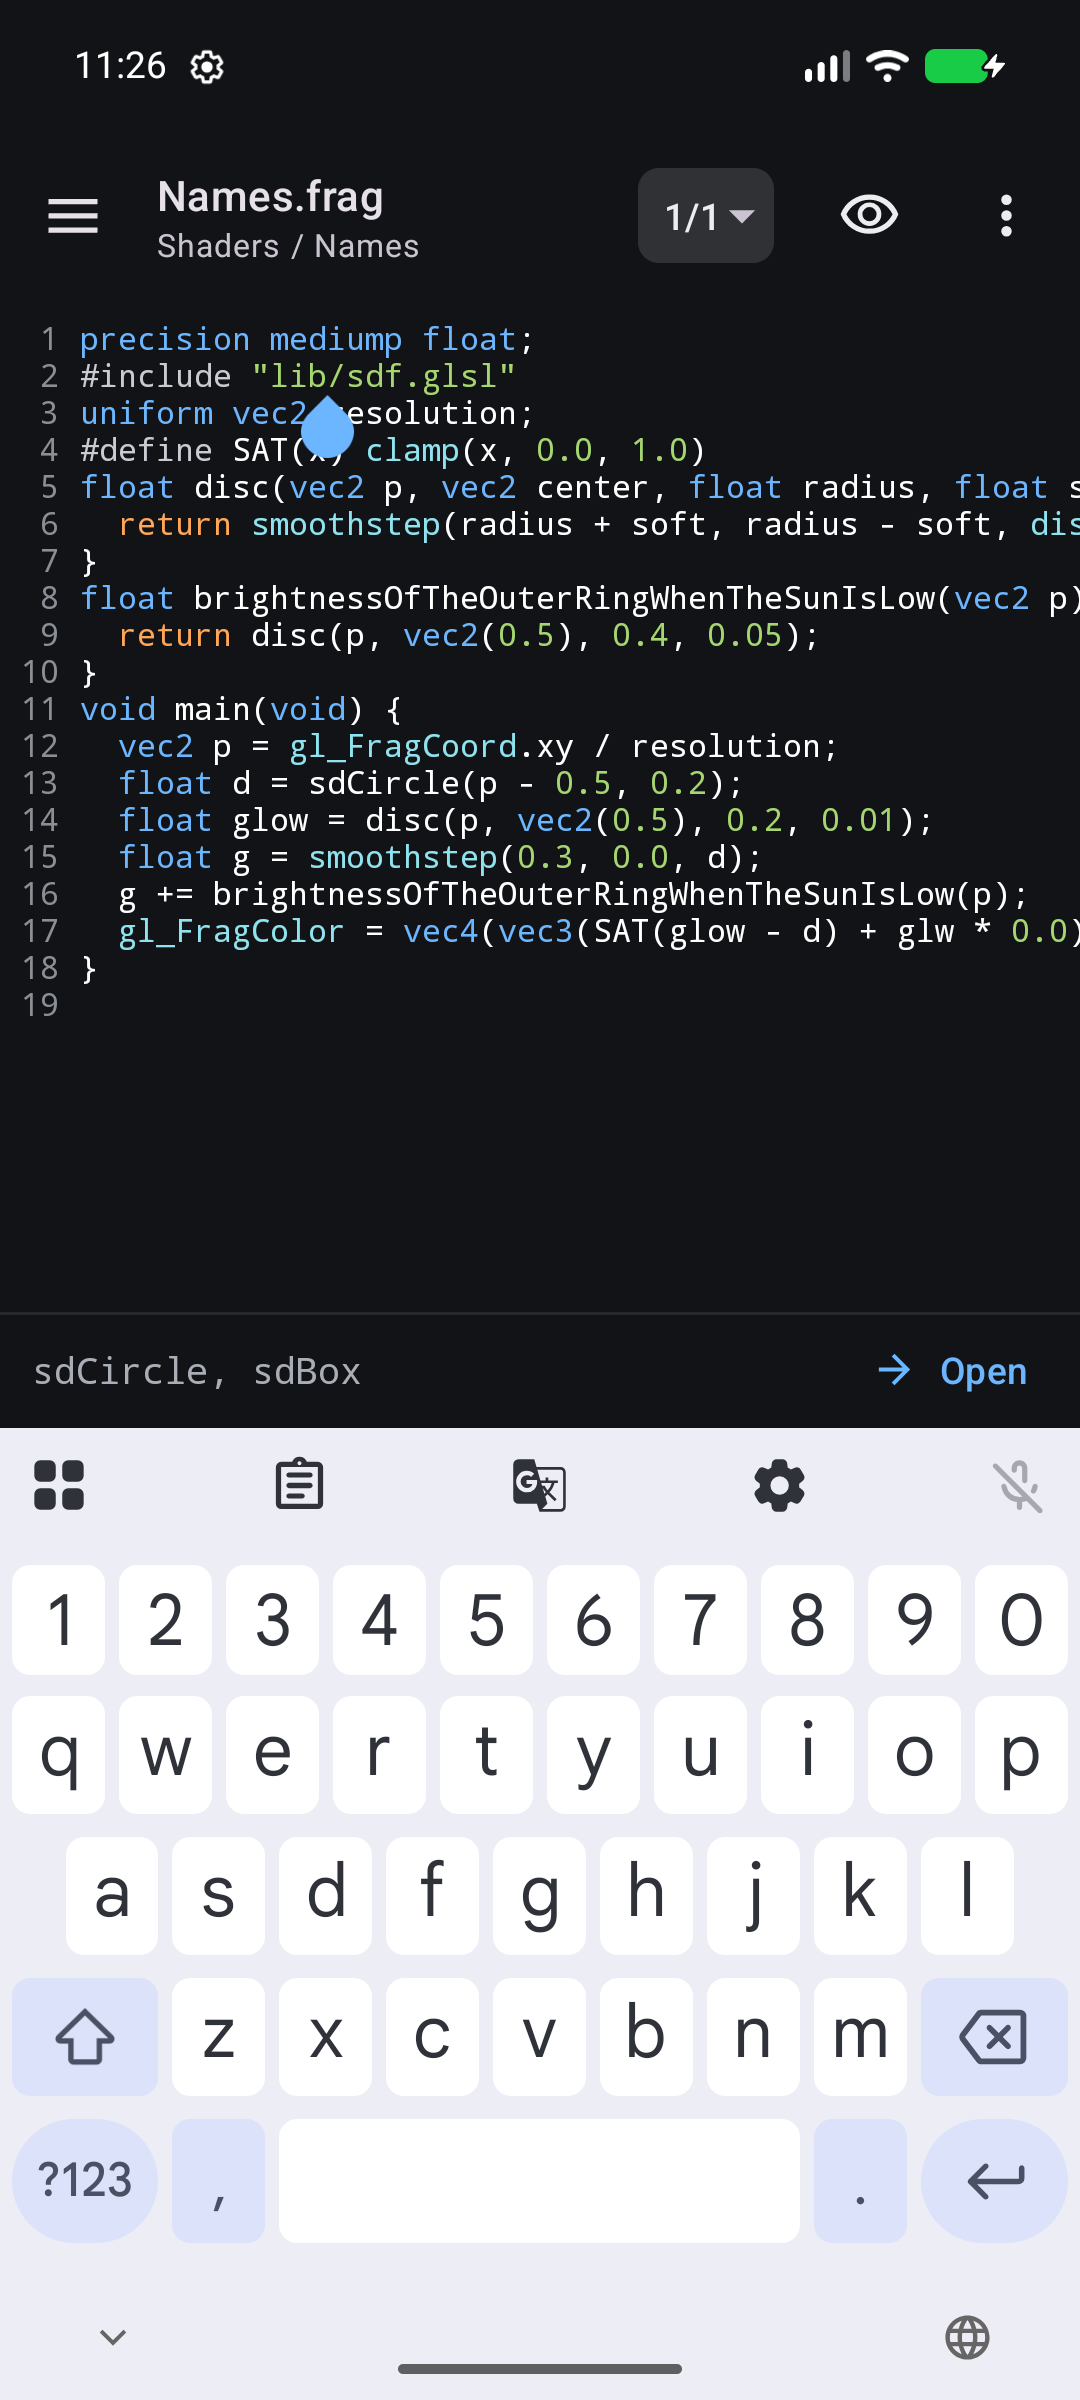 11:26
Names.frag
Shaders / Names
1/1
1 precision mediump float;
2 #include "lib/sdf.glsl"
3 uniform vec2 resolution;
4 #define SAT(x) clamp(x, 0.0, 1.0)
5 float disc(vec2 p, vec2 center, float radius, float s
6   return smoothstep(radius + soft, radius - soft, dis
7 }
8 float brightnessOfTheOuterRingWhenTheSunIsLow(vec2 p)
9   return disc(p, vec2(0.5), 0.4, 0.05);
10 }
11 void main(void) {
12   vec2 p = gl_FragCoord.xy / resolution;
13   float d = sdCircle(p - 0.5, 0.2);
14   float glow = disc(p, vec2(0.5), 0.2, 0.01);
15   float g = smoothstep(0.3, 0.0, d);
16   g += brightnessOfTheOuterRingWhenTheSunIsLow(p);
17   gl_FragColor = vec4(vec3(SAT(glow - d) + glw * 0.0)
18 }
19
sdCircle, sdBox
Open
1 2 3 4 5 6 7 8 9 0
q w e r t y u i o p
a s d f g h j k l
z x c v b n m
?123 , .